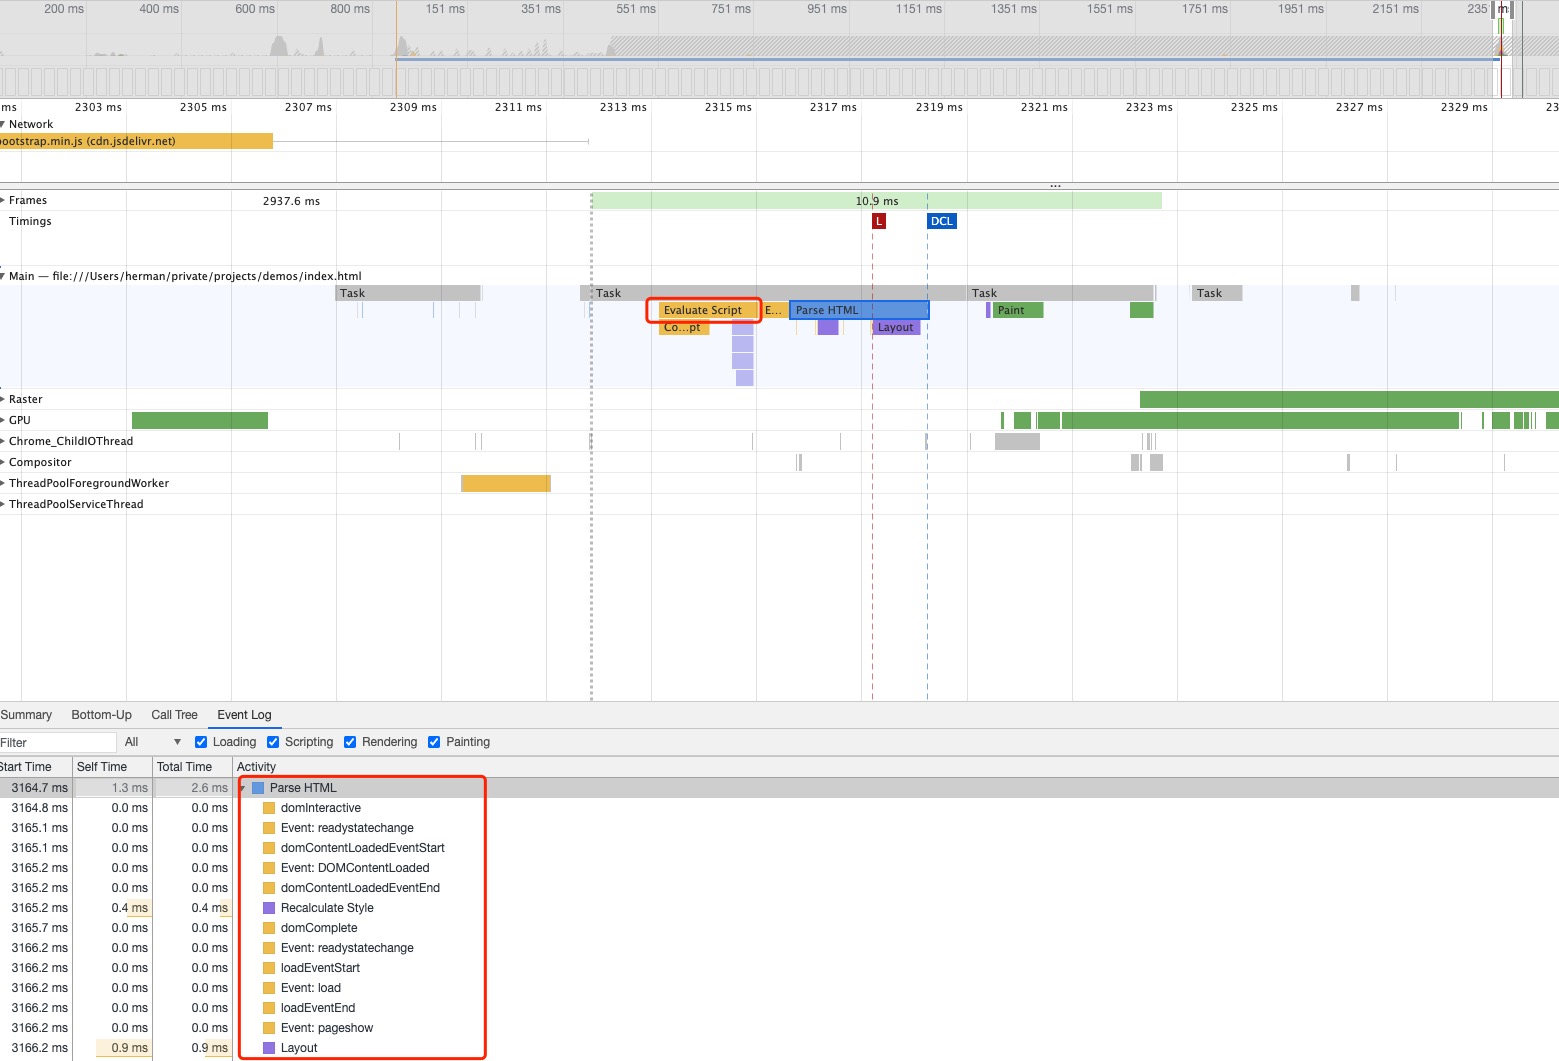 200 ms 400 ms 600 ms 800 ms 151 ms 351 ms 551 ms 751 ms 951 ms 1151 ms 1351 ms 1551 ms 1751 ms 1951 ms 2151 ms 235 m
ms 2303 ms 2305 ms 2307 ms 2309 ms 2311 ms 2313 ms 2315 ms 2317 ms 2319 ms 2321 ms 2323 ms 2325 ms 2327 ms 2329 ms 23
Network
bootstrap.min.js (cdn.jsdelivr.net)
...
Frames 2937.6 ms 10.9 ms
Timings L DCL
Main — file:///Users/herman/private/projects/demos/index.html
Task Task Task Task
Evaluate Script E... Parse HTML Paint
Co...pt Layout
Raster
GPU
Chrome_ChildIOThread
Compositor
ThreadPoolForegroundWorker
ThreadPoolServiceThread
Summary Bottom-Up Call Tree Event Log
Filter All Loading Scripting Rendering Painting
Start Time Self Time Total Time Activity
3164.7 ms 1.3 ms 2.6 ms Parse HTML
3164.8 ms 0.0 ms 0.0 ms domInteractive
3165.1 ms 0.0 ms 0.0 ms Event: readystatechange
3165.1 ms 0.0 ms 0.0 ms domContentLoadedEventStart
3165.2 ms 0.0 ms 0.0 ms Event: DOMContentLoaded
3165.2 ms 0.0 ms 0.0 ms domContentLoadedEventEnd
3165.2 ms 0.4 ms 0.4 ms Recalculate Style
3165.7 ms 0.0 ms 0.0 ms domComplete
3166.2 ms 0.0 ms 0.0 ms Event: readystatechange
3166.2 ms 0.0 ms 0.0 ms loadEventStart
3166.2 ms 0.0 ms 0.0 ms Event: load
3166.2 ms 0.0 ms 0.0 ms loadEventEnd
3166.2 ms 0.0 ms 0.0 ms Event: pageshow
3166.2 ms 0.9 ms 0.9 ms Layout